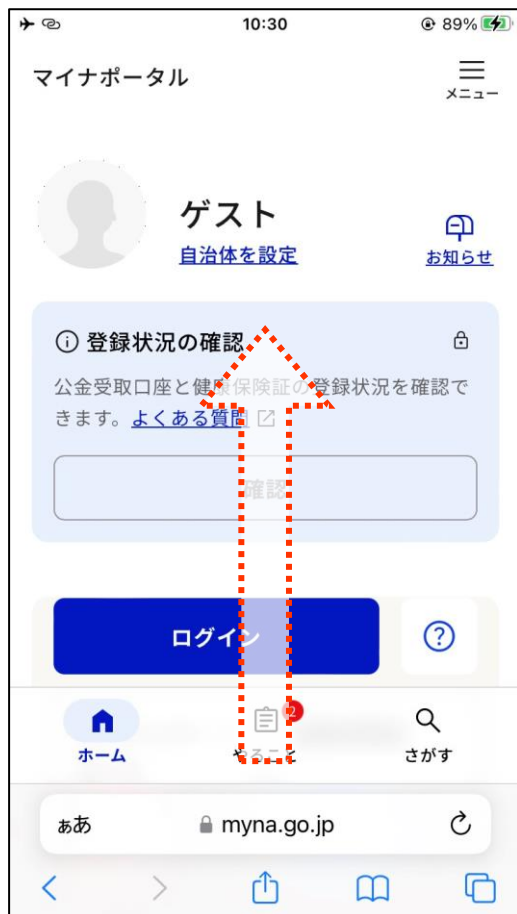 10:30
89%
マイナポータル
メニュー
ゲスト
自治体を設定
お知らせ
登録状況の確認
公金受取口座と健康保険証の登録状況を確認で
きます。よくある質問
確認
ログイン
2
ホーム
やること
さがす
ぁあ
myna.go.jp